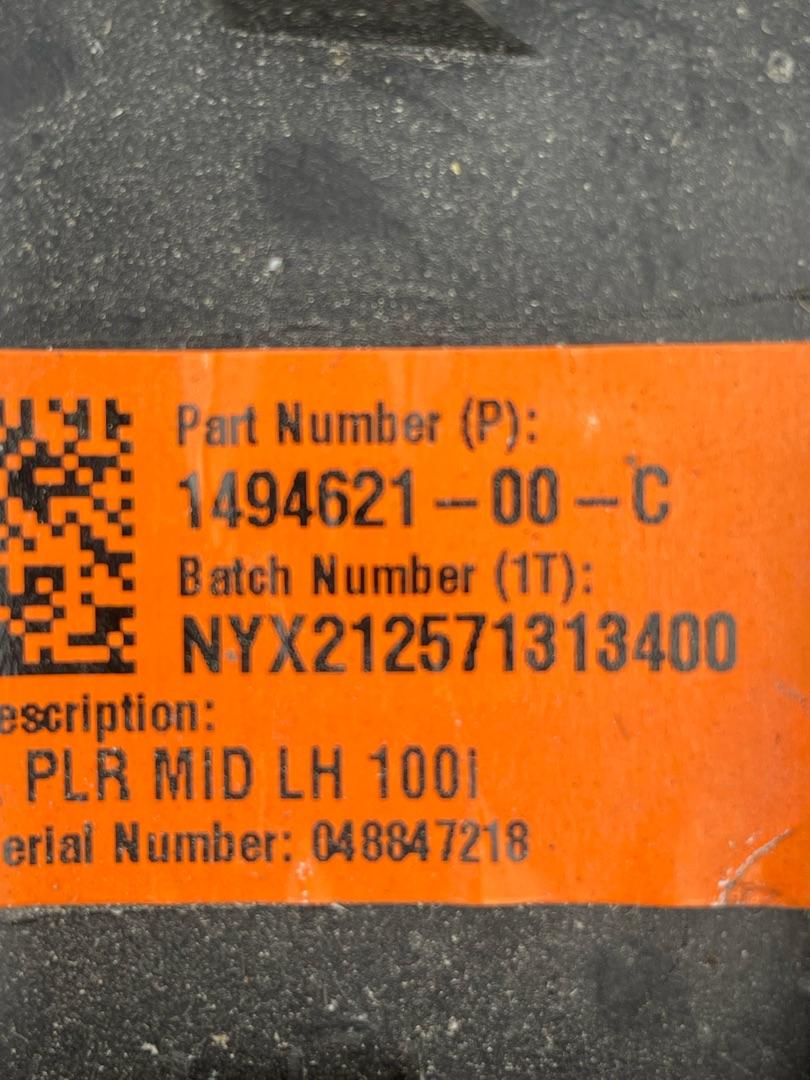 Part Number (P):
1494621-00-C
Batch Number (1T):
NYX212571313400
escription:
PLR MID LH 100i
erial Number: 048847218